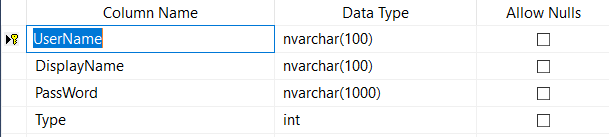 Column Name Data Type Allow Nulls
UserName nvarchar(100)
DisplayName nvarchar(100)
PassWord nvarchar(1000)
Type int